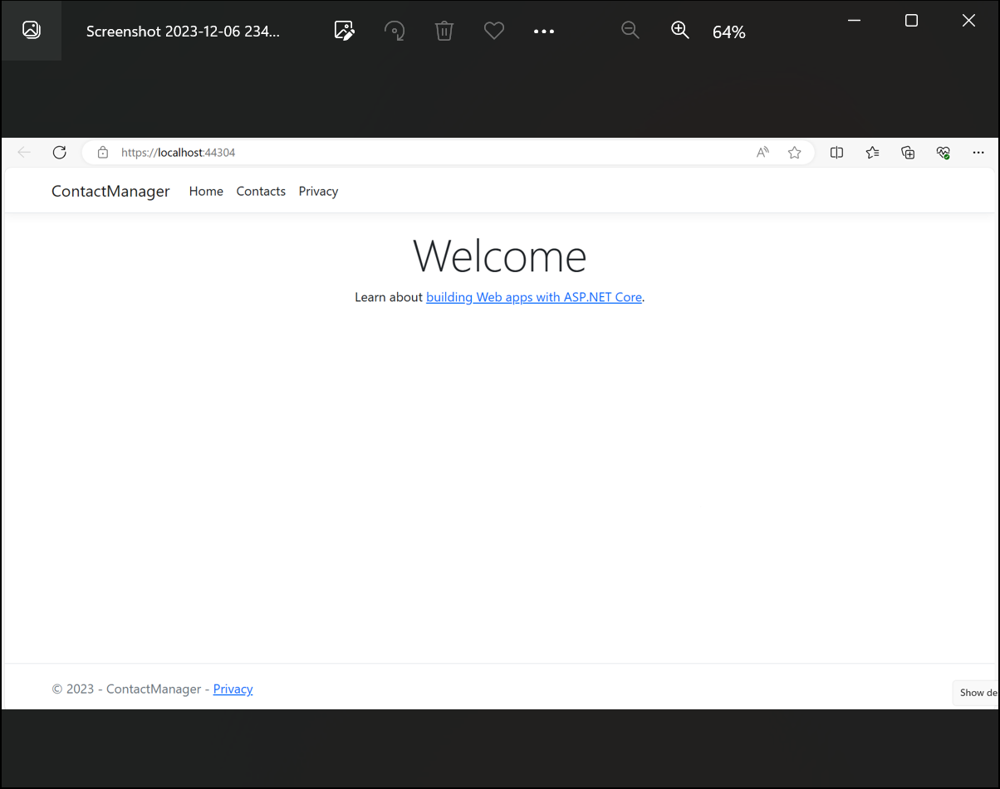 Screenshot 2023-12-06 234... 64%
https://localhost:44304
ContactManager Home Contacts Privacy
Welcome
Learn about building Web apps with ASP.NET Core.
© 2023 - ContactManager - Privacy
Show de